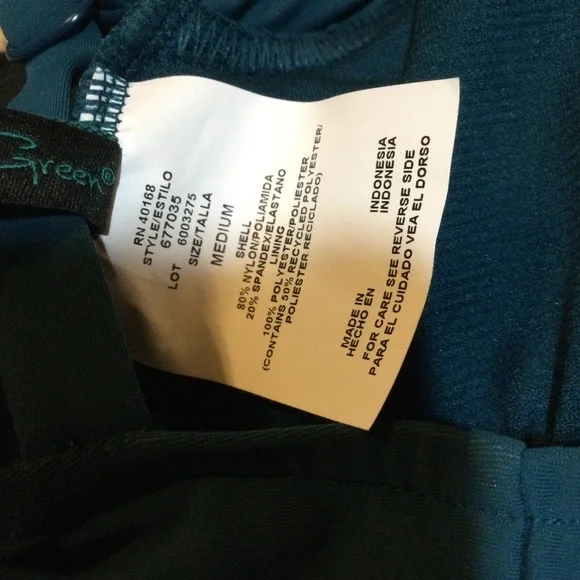 Green®
RN 40168
STYLE/ESTILO
677035
LOT 6003275
SIZE/TALLA
MEDIUM
SHELL
80% NYLON/POLIAMIDA
20% SPANDEX/ELASTANO
LINING
100% POLYESTER/POLIESTER
(CONTAINS 50% RECYCLED POLYESTER/
POLIESTER RECICLADO)
MADE IN INDONESIA
HECHO EN INDONESIA
FOR CARE SEE REVERSE SIDE
PARA EL CUIDADO VEA EL DORSO